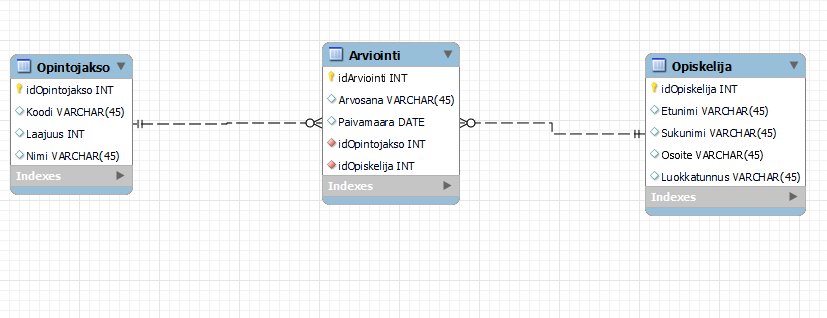 Opintojakso
idOpintojakso INT
Koodi VARCHAR(45)
Laajuus INT
Nimi VARCHAR(45)
Indexes
Arviointi
idArviointi INT
Arvosana VARCHAR(45)
Paivamaara DATE
idOpintojakso INT
idOpiskelija INT
Indexes
Opiskelija
idOpiskelija INT
Etunimi VARCHAR(45)
Sukunimi VARCHAR(45)
Osoite VARCHAR(45)
Luokkatunnus VARCHAR(45)
Indexes